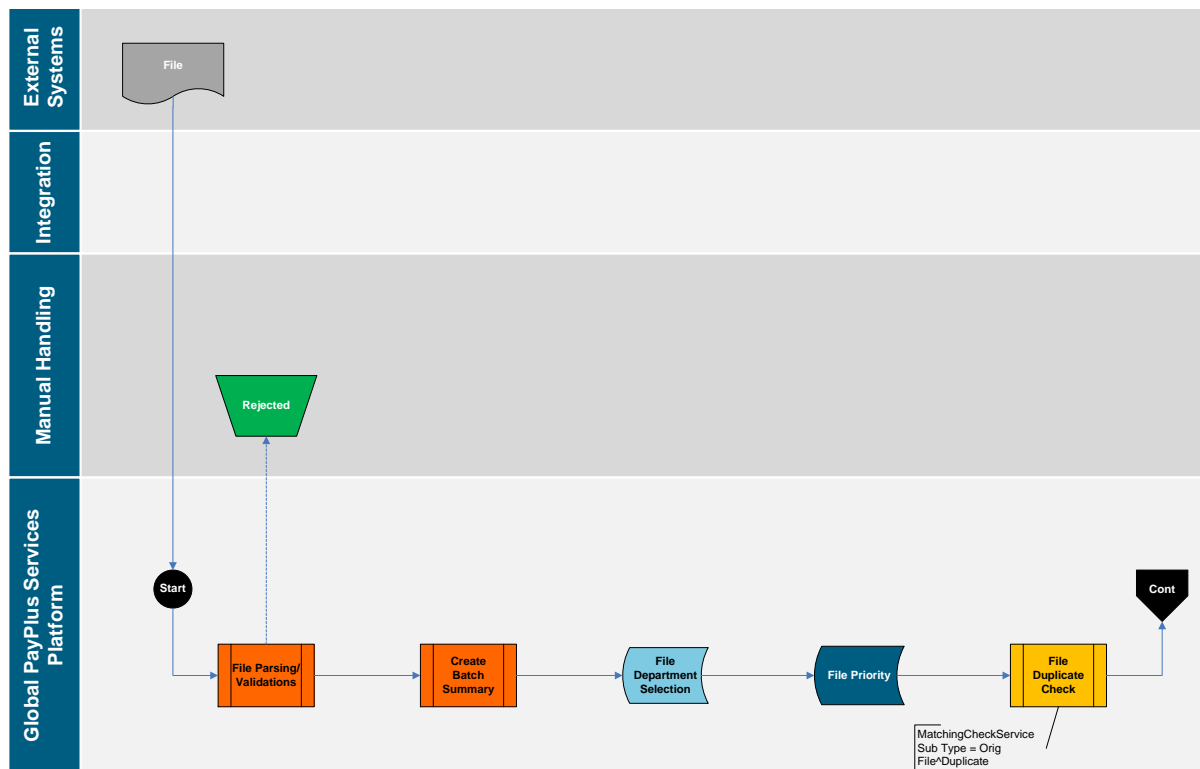 External
Systems
File
Integration
Manual Handling
Rejected
Global PayPlus Services
Platform
Start
Cont
File Parsing/
Validations
Create
Batch
Summary
File
Department
Selection
File Priority
File
Duplicate
Check
MatchingCheckService
Sub Type = Orig
File^Duplicate